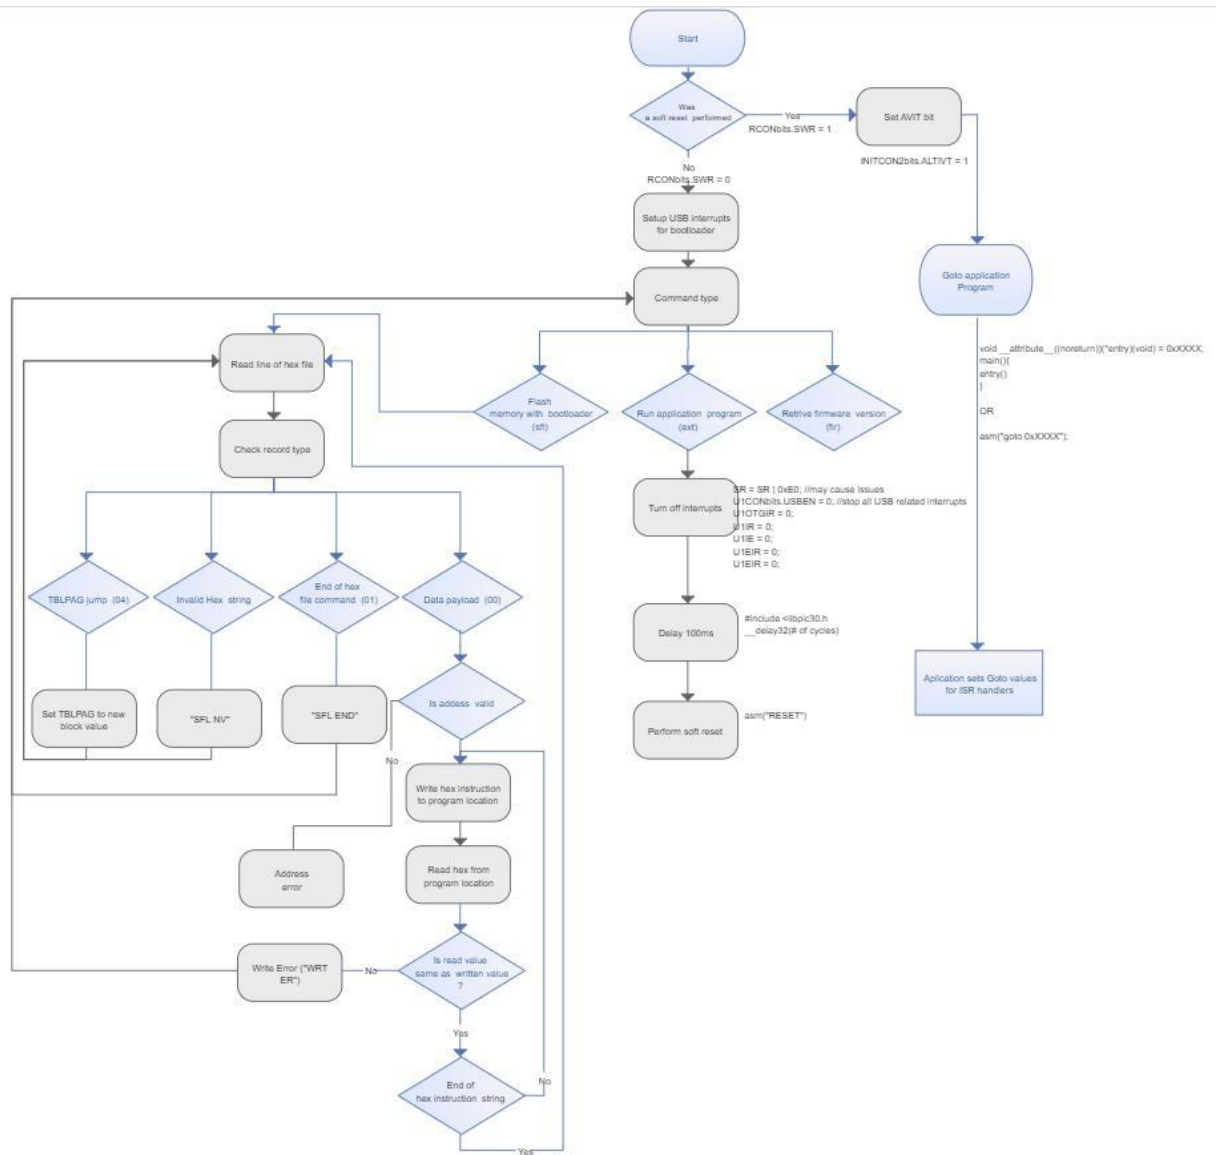 Start
Was
a soft reset performed
Yes
RCONbits.SWR = 1
Set AVIT bit
INITCON2bits.ALTIVT = 1
No
RCONbits.SWR = 0
Setup USB interrupts
for bootloader
Command type
Goto application
Program
void __attribute__((noreturn))(*entry)(void) = 0xXXXX;
main(){
entry()
}
OR
asm("goto 0xXXXX");
Aplication sets Goto values
for ISR handlers
Flash
memory with bootloader
(sfl)
Run application program
(ext)
Retrive firmware version
(fir)
Turn off interrupts
SR = SR | 0xE0; //may cause issues
U1CONbits.USBEN = 0; //stop all USB related interrupts
U1OTGIR = 0;
U1IR = 0;
U1IE = 0;
U1EIR = 0;
U1EIR = 0;
Delay 100ms
#include <libpic30.h
__delay32(# of cycles)
Perform soft reset
asm("RESET")
Read line of hex file
Check record type
TBLPAG jump (04)
Invalid Hex string
End of hex
file command (01)
Data payload (00)
Set TBLPAG to new
block value
"SFL NV"
"SFL END"
Is addess valid
No
Address
error
Write hex instruction
to program location
Read hex from
program location
Is read value
same as written value
?
No
Write Error ("WRT
ER")
Yes
End of
hex instruction string
No
Yes